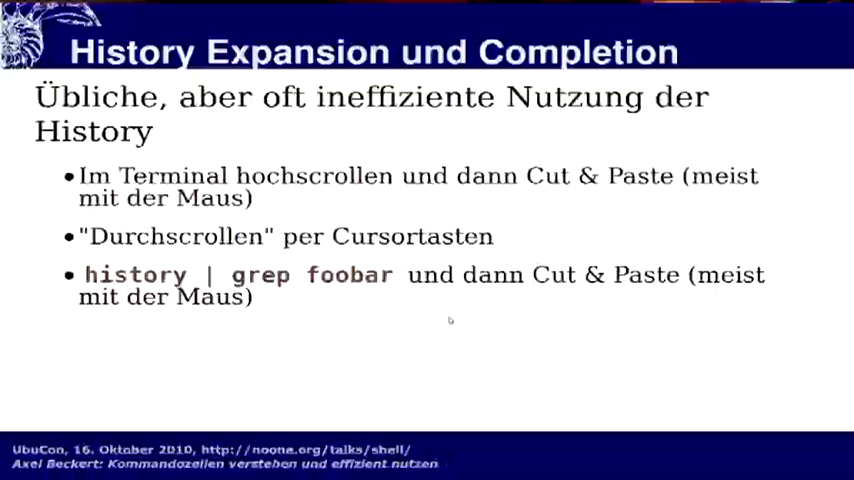 History Expansion und Completion
Übliche, aber oft ineffiziente Nutzung der
History
•Im Terminal hochscrollen und dann Cut & Paste (meist
mit der Maus)
•"Durchscrollen" per Cursortasten
• history | grep foobar und dann Cut & Paste (meist
mit der Maus)
UbuCon, 16. Oktober 2010, http://noone.org/talks/shell/
Axel Beckert: Kommandozeilen verstehen und effizient nutzen